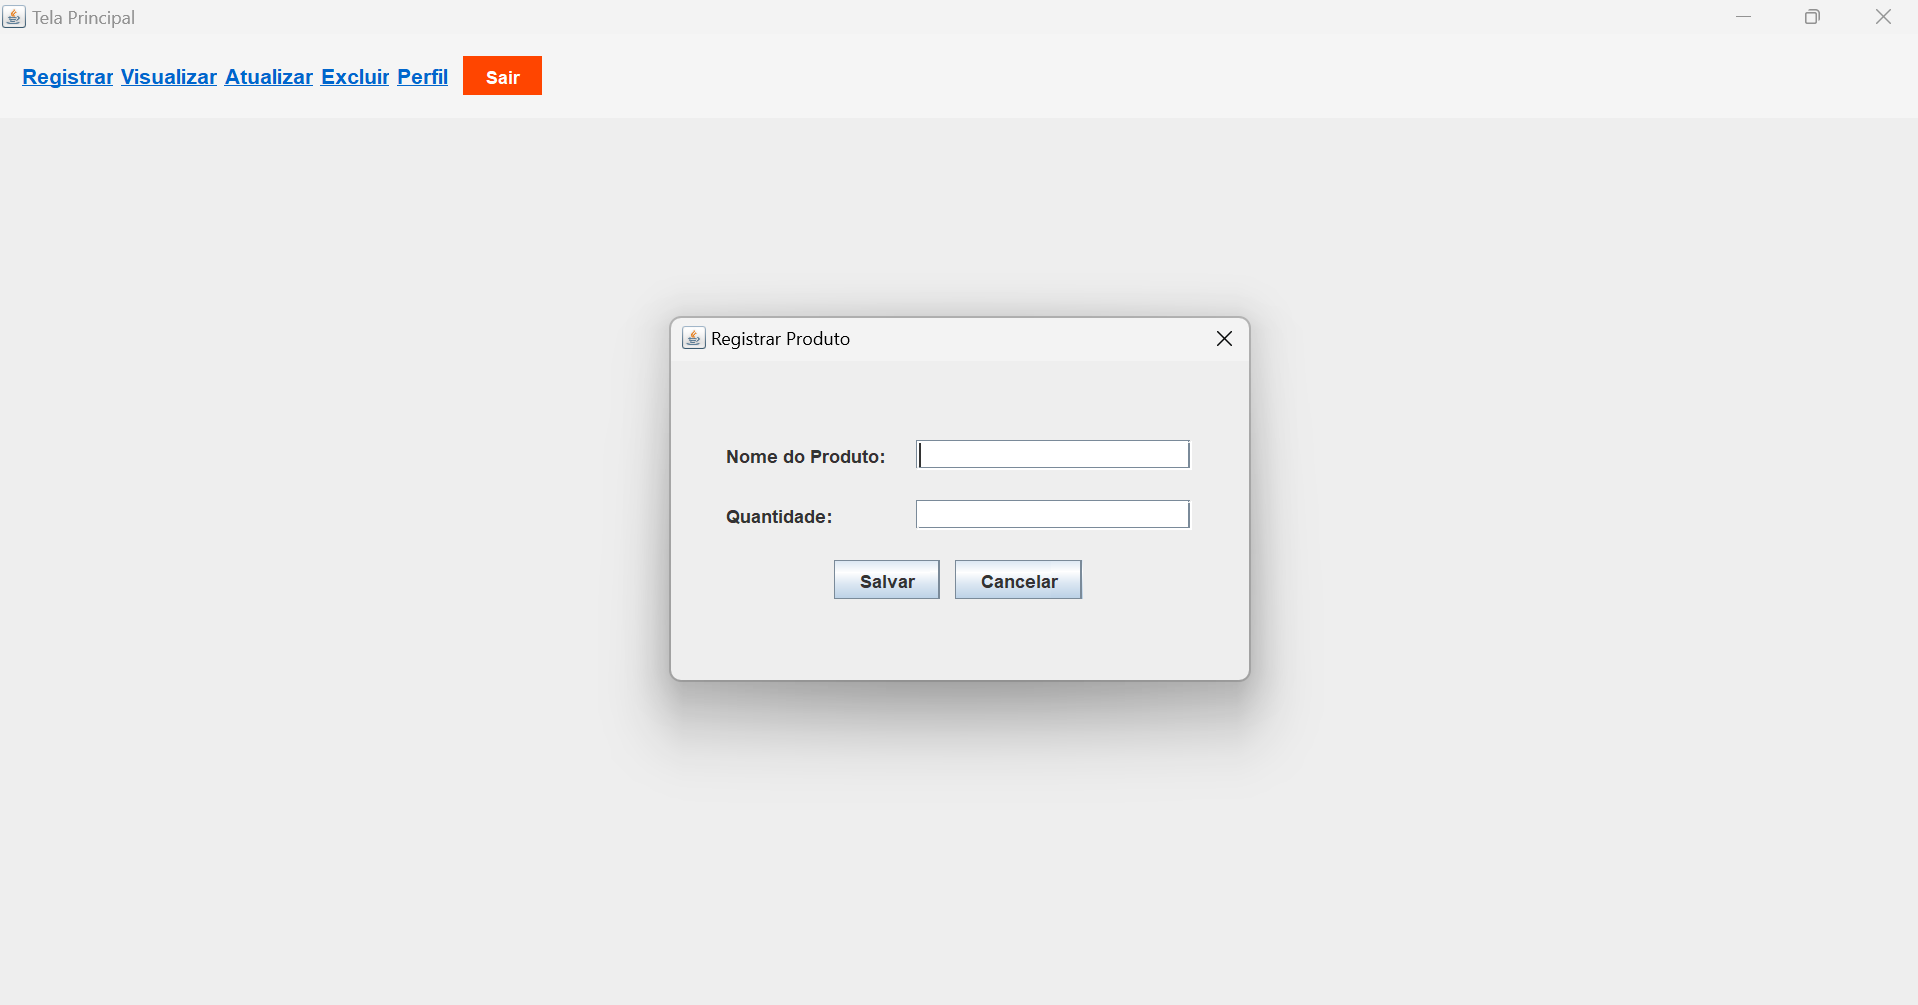 Tela Principal
Registrar Visualizar Atualizar Excluir Perfil Sair
Registrar Produto
Nome do Produto:
Quantidade:
Salvar Cancelar